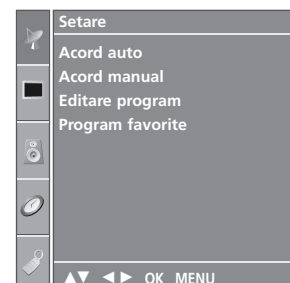 Setare
Acord auto
Acord manual
Editare program
Program favorite
▲▼ ◄► OK MENU